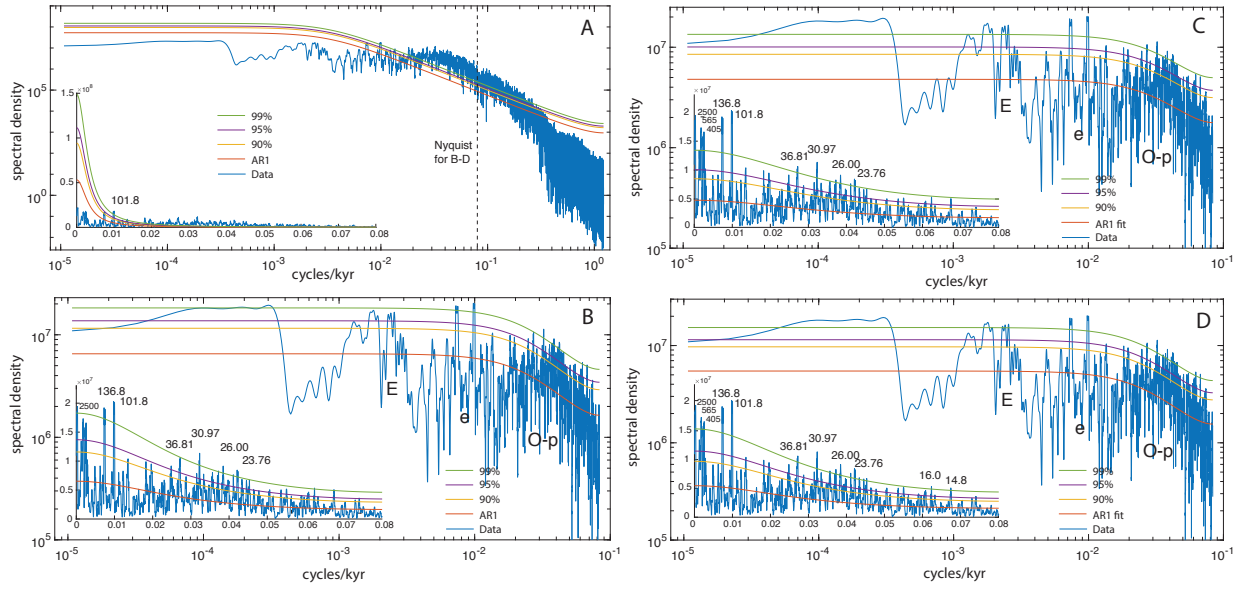 A
spectral density
10^5
10^0
×10^8
1.5
1
0.5
0
101.8
99%
95%
90%
AR1
Data
Nyquist
for B-D
0 0.01 0.02 0.03 0.04 0.05 0.06 0.07 0.08
10^-5 10^-4 10^-3 10^-2 10^-1 10^0
cycles/kyr
B
spectral density
10^7
10^6
10^5
×10^7
2
1.5
1
0.5
0
2500
136.8
101.8
36.81
30.97
26.00
23.76
E
e
O-p
99%
95%
90%
AR1
Data
0 0.01 0.02 0.03 0.04 0.05 0.06 0.07 0.08
10^-5 10^-4 10^-3 10^-2 10^-1
cycles/kyr
C
spectral density
10^7
10^6
10^5
×10^7
2
1.5
1
0.5
0
2500
565
405
136.8
101.8
36.81
30.97
26.00
23.76
E
e
O-p
99%
95%
90%
AR1 fit
Data
0 0.01 0.02 0.03 0.04 0.05 0.06 0.07 0.08
10^-5 10^-4 10^-3 10^-2 10^-1
cycles/kyr
D
spectral density
10^7
10^6
10^5
×10^7
2
1.5
1
0.5
0
2500
565
405
136.8
101.8
36.81
30.97
26.00
23.76
16.0
14.8
E
e
O-p
99%
95%
90%
AR1 fit
Data
0 0.01 0.02 0.03 0.04 0.05 0.06 0.07 0.08
10^-5 10^-4 10^-3 10^-2 10^-1
cycles/kyr